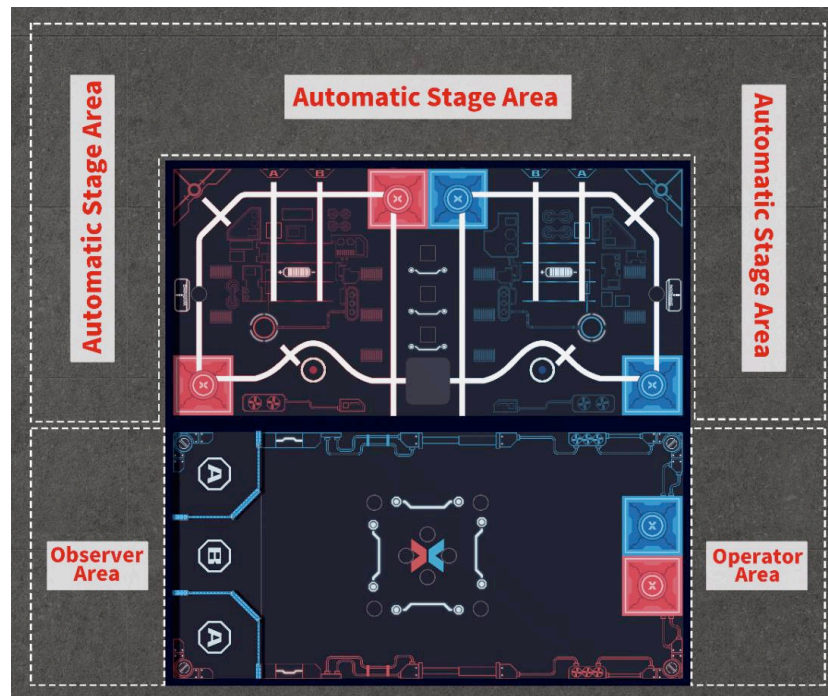 Automatic Stage Area
Automatic Stage Area
Automatic Stage Area
A
B
B
A
A
B
A
Observer
Area
Operator
Area